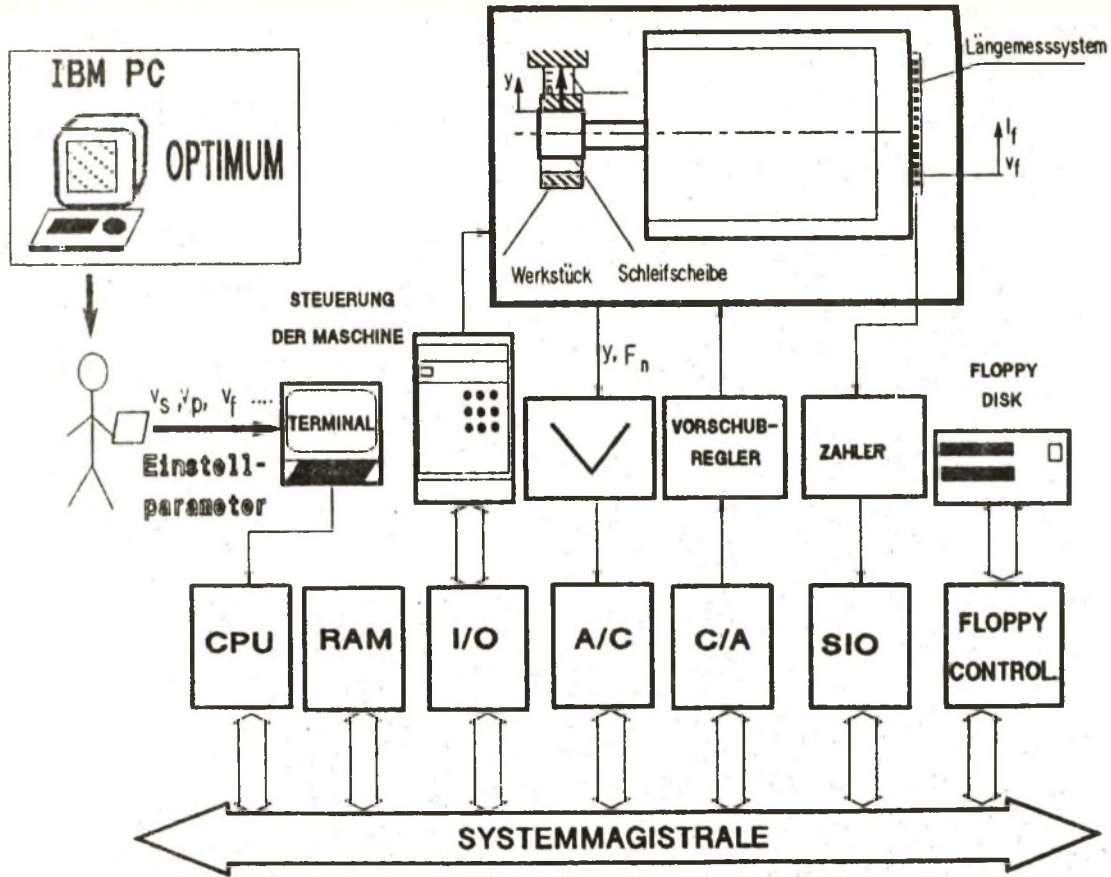 IBM PC
OPTIMUM
Längemesssystem
y
l_f
v_f
Werkstück
Schleifscheibe
STEUERUNG
DER MASCHINE
y, F_n
FLOPPY
DISK
v_s, v_p, v_f ....
TERMINAL
Einstell-
parameter
VORSCHUB-
REGLER
ZAHLER
CPU
RAM
I/O
A/C
C/A
SIO
FLOPPY
CONTROL.
SYSTEMMAGISTRALE